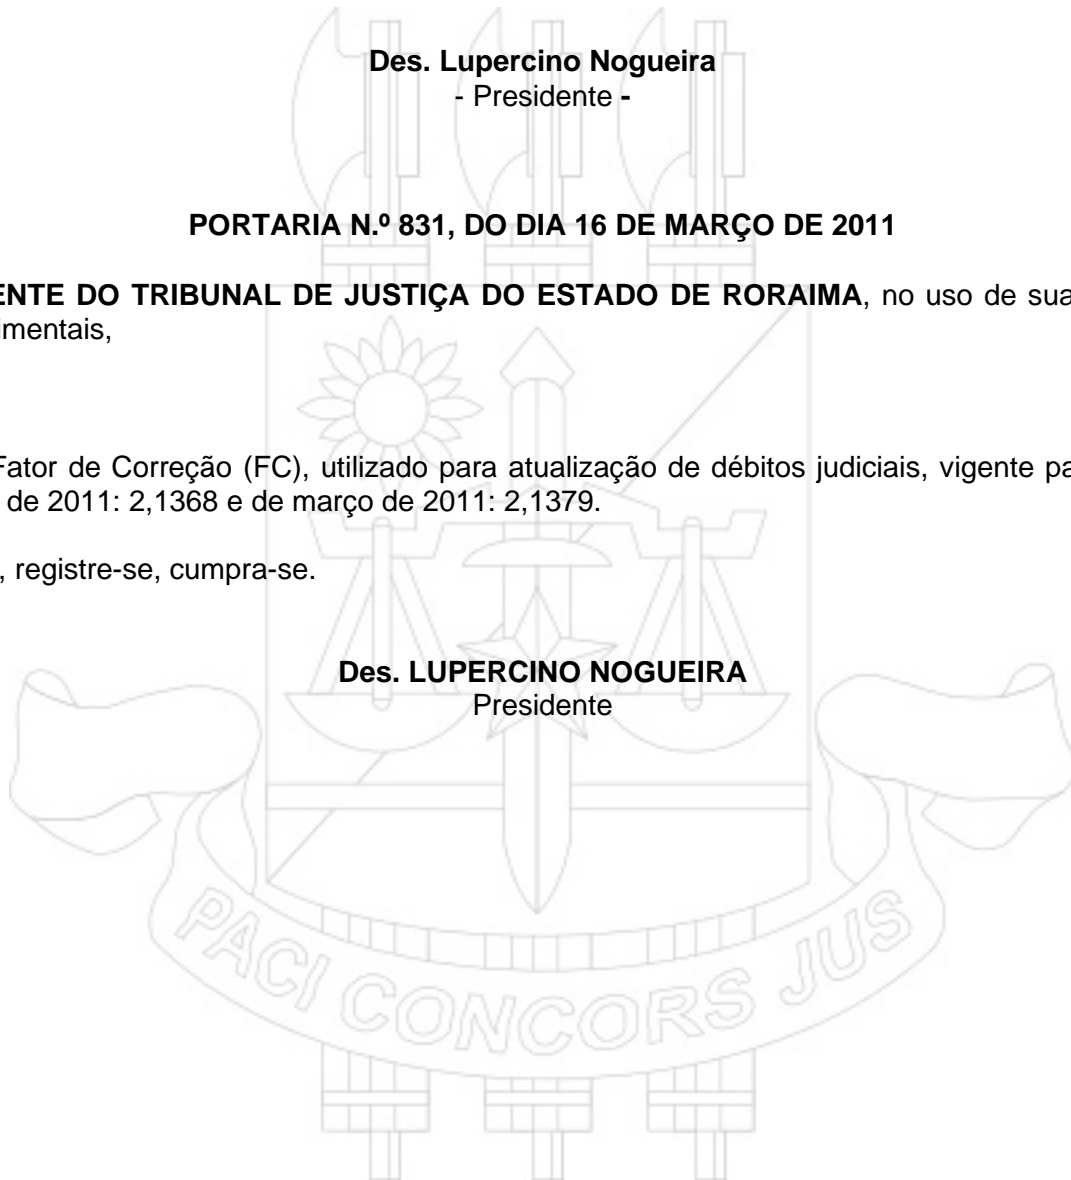 Des. Lupercino Nogueira
- Presidente -
PORTARIA N.º 831, DO DIA 16 DE MARÇO DE 2011
ENTE DO TRIBUNAL DE JUSTIÇA DO ESTADO DE RORAIMA, no uso de sua
imentais,
Fator de Correção (FC), utilizado para atualização de débitos judiciais, vigente pa
de 2011: 2,1368 e de março de 2011: 2,1379.
, registre-se, cumpra-se.
Des. LUPERCINO NOGUEIRA
Presidente
PACI CONCORS JUS